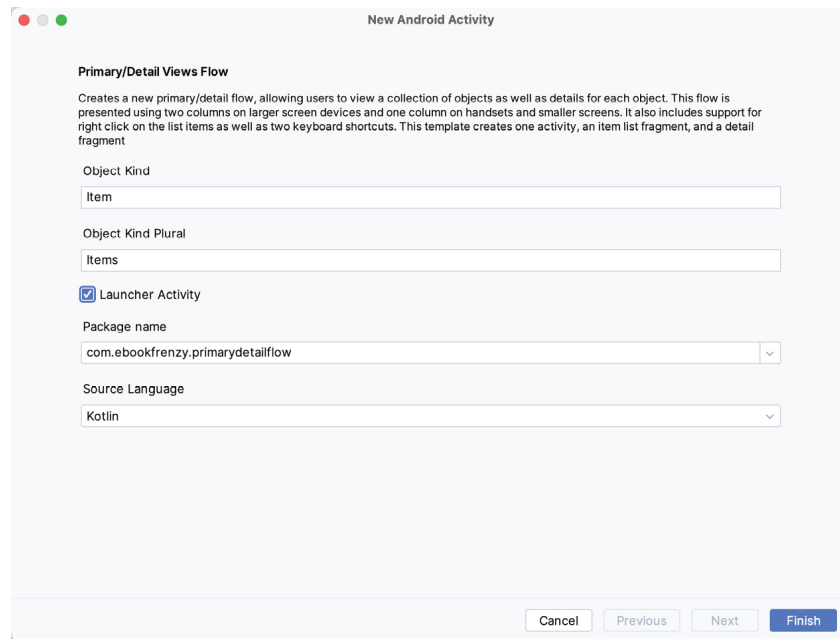 New Android Activity
Primary/Detail Views Flow
Creates a new primary/detail flow, allowing users to view a collection of objects as well as details for each object. This flow is
presented using two columns on larger screen devices and one column on handsets and smaller screens. It also includes support for
right click on the list items as well as two keyboard shortcuts. This template creates one activity, an item list fragment, and a detail
fragment
Object Kind
Item
Object Kind Plural
Items
Launcher Activity
Package name
com.ebookfrenzy.primarydetailflow
Source Language
Kotlin
Cancel Previous Next Finish